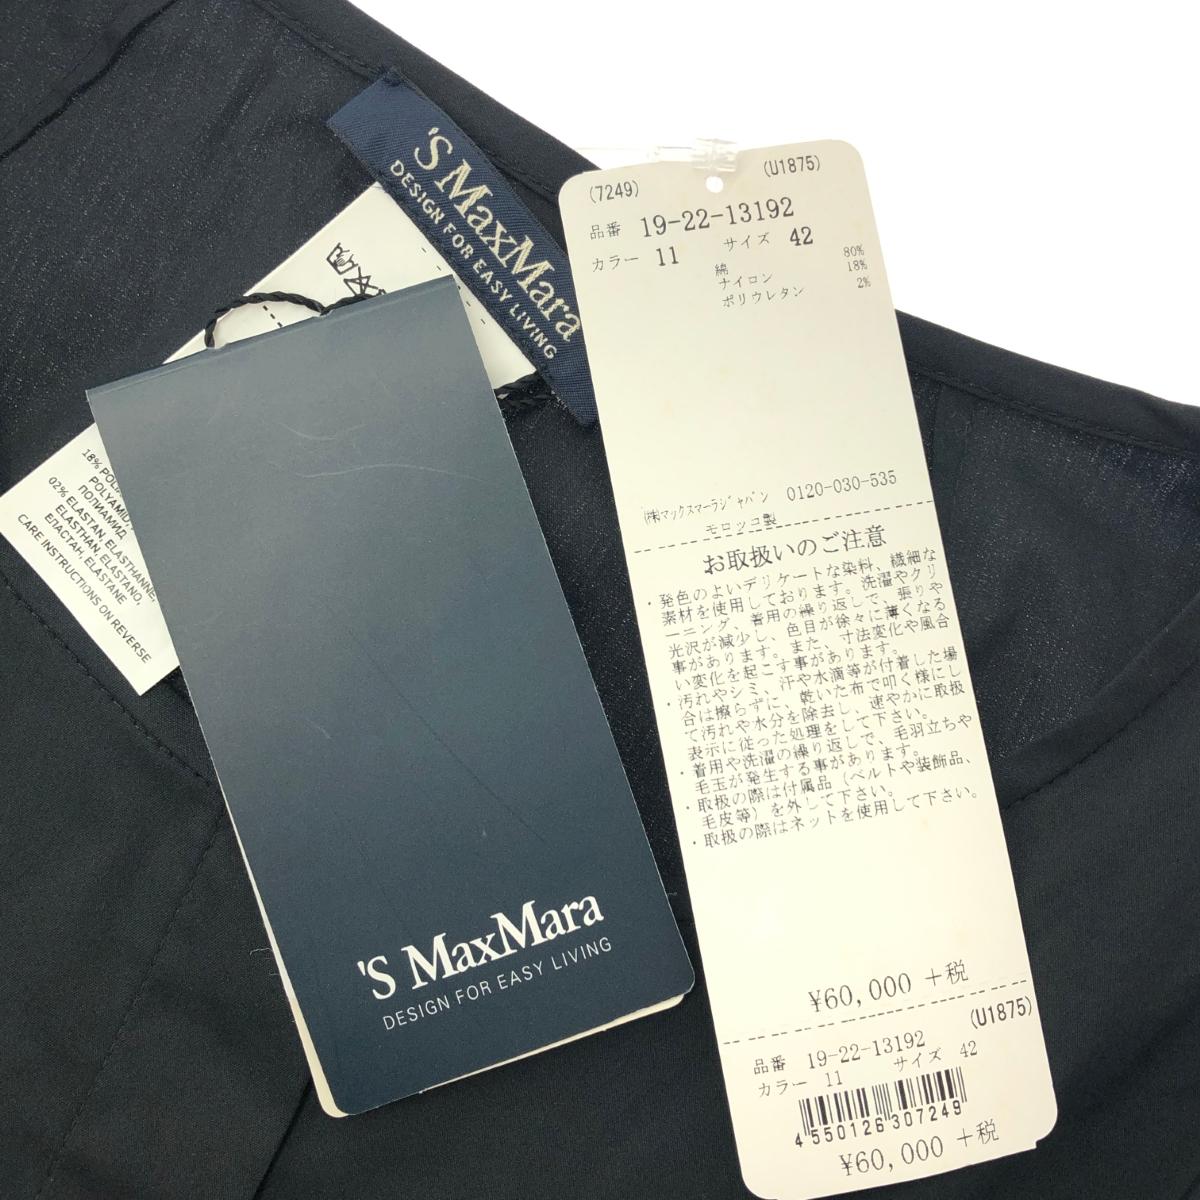 'S MaxMara
DESIGN FOR EASY LIVING
18%
POLYAMID,
ПОЛИАМИД
02% ELASTAN, ELASTHANNE,
ELASTHAN, ELASTANO,
ЕЛАСТАН, ELASTANE
CARE INSTRUCTIONS ON REVERSE
'S MaxMara
DESIGN FOR EASY LIVING
(7249) (U1875)
品番 19-22-13192
カラー 11 サイズ 42
綿 80%
ナイロン 18%
ポリウレタン 2%
㈱マックスマーラジャパン 0120-030-535
モロッコ製
お取扱いのご注意
・発色のよいデリケートな染料、繊細な
素材を使用しております。洗濯やクリ
ーニング、着用の繰り返しで、張りや
光沢が減少し、色目が徐々に薄くなる
事があります。また、寸法変化や風合
い変化を起こす事があります。
・汚れやシミ、汗や水滴等が付着した場
合は擦らずに、乾いた布で叩く様にし
て汚れや水分を除去し、速やかに取扱
表示に従った処理をして下さい。
・着用や洗濯の繰り返しで、毛羽立ちや
毛玉が発生する事があります。
・取扱の際は付属品（ベルトや装飾品、
毛皮等）を外して下さい。
・取扱の際はネットを使用して下さい。
¥60,000 +税
(U1875)
品番 19-22-13192
カラー 11 サイズ 42
4 550126 307249
¥60,000 +税